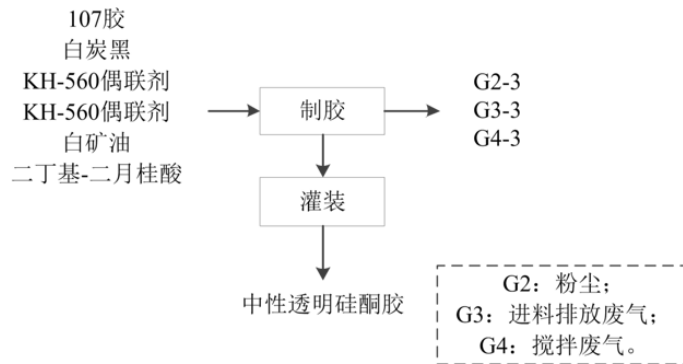 107胶
白炭黑
KH-560偶联剂
KH-560偶联剂
白矿油
二丁基-二月桂酸
制胶
G2-3
G3-3
G4-3
灌装
中性透明硅酮胶
G2：粉尘；
G3：进料排放废气；
G4：搅拌废气。